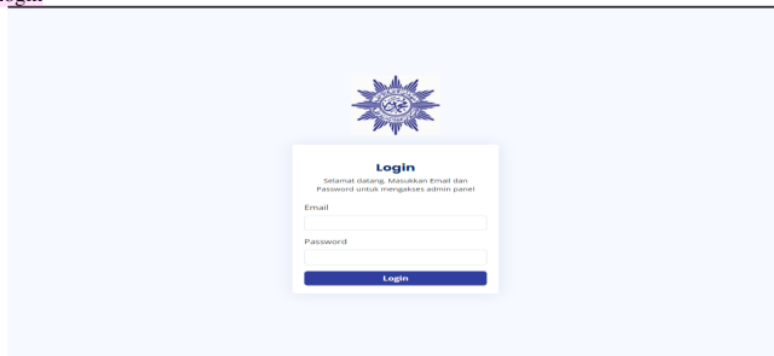 Login
Selamat datang, Masukkan Email dan
Password untuk mengakses admin panel
Email
Password
Login